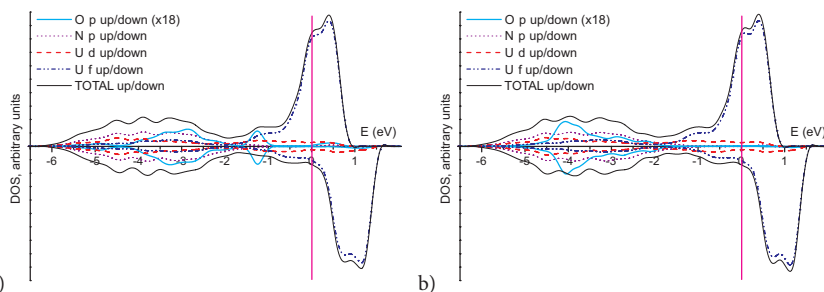 O p up/down (x18)
N p up/down
U d up/down
U f up/down
TOTAL up/down
DOS, arbitrary units
E (eV)
-6 -5 -4 -3 -2 -1 0 1
)
O p up/down (x18)
N p up/down
U d up/down
U f up/down
TOTAL up/down
DOS, arbitrary units
E (eV)
-6 -5 -4 -3 -2 -1 0 1
b)